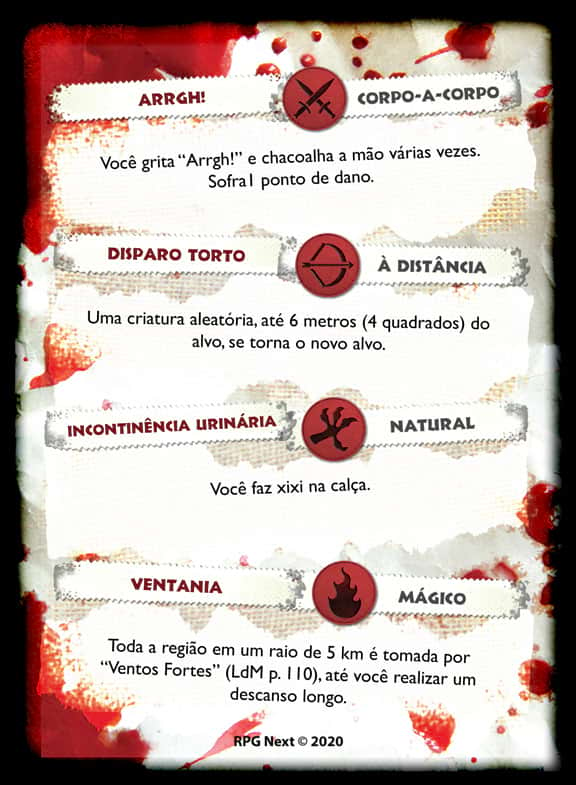 ARRGH! CORPO-A-CORPO
Você grita “Arrgh!” e chacoalha a mão várias vezes.
Sofra1 ponto de dano.
DISPARO TORTO À DISTÂNCIA
Uma criatura aleatória, até 6 metros (4 quadrados) do
alvo, se torna o novo alvo.
INCONTINÊNCIA URINÁRIA NATURAL
Você faz xixi na calça.
VENTANIA MÁGICO
Toda a região em um raio de 5 km é tomada por
“Ventos Fortes” (LdM p. 110), até você realizar um
descanso longo.
RPG Next © 2020